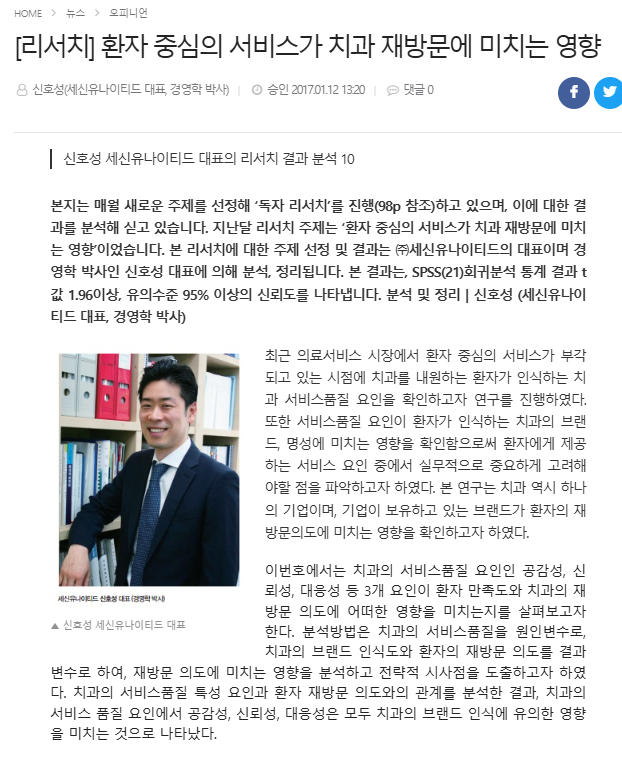 HOME > 뉴스 > 오피니언
[리서치] 환자 중심의 서비스가 치과 재방문에 미치는 영향
신호성(세신유나이티드 대표, 경영학 박사) | 승인 2017.01.12 13:20 | 댓글 0
신호성 세신유나이티드 대표의 리서치 결과 분석 10
본지는 매월 새로운 주제를 선정해 ‘독자 리서치’를 진행(98p 참조)하고 있으며, 이에 대한 결
과를 분석해 싣고 있습니다. 지난달 리서치 주제는 ‘환자 중심의 서비스가 치과 재방문에 미치
는 영향’이었습니다. 본 리서치에 대한 주제 선정 및 결과는 ㈜세신유나이티드의 대표이며 경
영학 박사인 신호성 대표에 의해 분석, 정리됩니다. 본 결과는, SPSS(21)회귀분석 통계 결과 t
값 1.96이상, 유의수준 95% 이상의 신뢰도를 나타냅니다. 분석 및 정리 | 신호성 (세신유나이
티드 대표, 경영학 박사)
최근 의료서비스 시장에서 환자 중심의 서비스가 부각
되고 있는 시점에 치과를 내원하는 환자가 인식하는 치
과 서비스품질 요인을 확인하고자 연구를 진행하였다.
또한 서비스품질 요인이 환자가 인식하는 치과의 브랜
드, 명성에 미치는 영향을 확인함으로써 환자에게 제공
하는 서비스 요인 중에서 실무적으로 중요하게 고려해
야할 점을 파악하고자 하였다. 본 연구는 치과 역시 하나
의 기업이며, 기업이 보유하고 있는 브랜드가 환자의 재
방문의도에 미치는 영향을 확인하고자 하였다.
세신유나이티드 신호성 대표 (경영학 박사)
▲ 신호성 세신유나이티드 대표
이번호에서는 치과의 서비스품질 요인인 공감성, 신
뢰성, 대응성 등 3개 요인이 환자 만족도와 치과의 재
방문 의도에 어떠한 영향을 미치는지를 살펴보고자
한다. 분석방법은 치과의 서비스품질을 원인변수로,
치과의 브랜드 인식도와 환자의 재방문 의도를 결과
변수로 하여, 재방문 의도에 미치는 영향을 분석하고 전략적 시사점을 도출하고자 하였
다. 치과의 서비스품질 특성 요인과 환자 재방문 의도와의 관계를 분석한 결과, 치과의
서비스 품질 요인에서 공감성, 신뢰성, 대응성은 모두 치과의 브랜드 인식에 유의한 영향
을 미치는 것으로 나타났다.